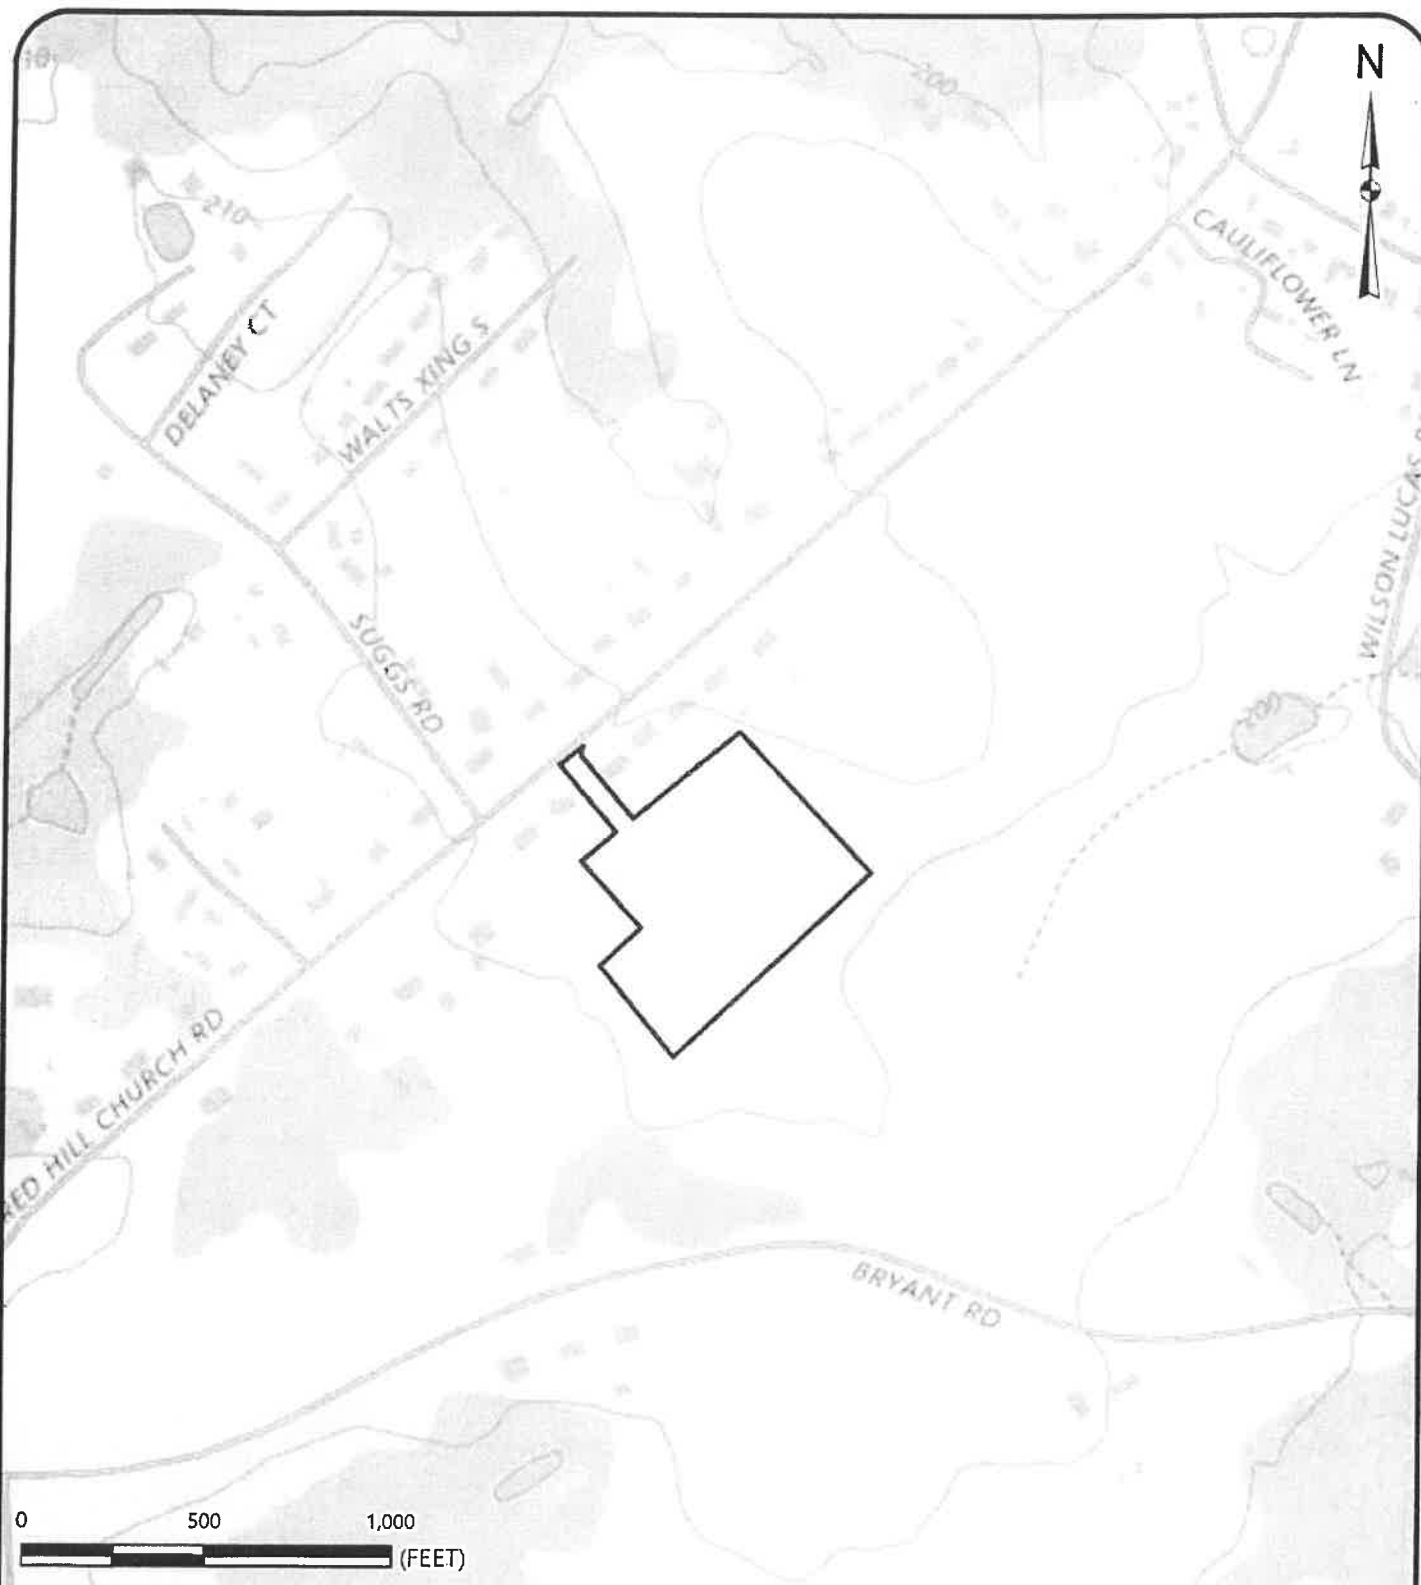 N
200
210
CAULIFLOWER LN
DELANEY CT
WALTS XING S
WILSON LUCAS
SUGGS RD
RED HILL CHURCH RD
BRYANT RD
0 500 1,000
(FEET)